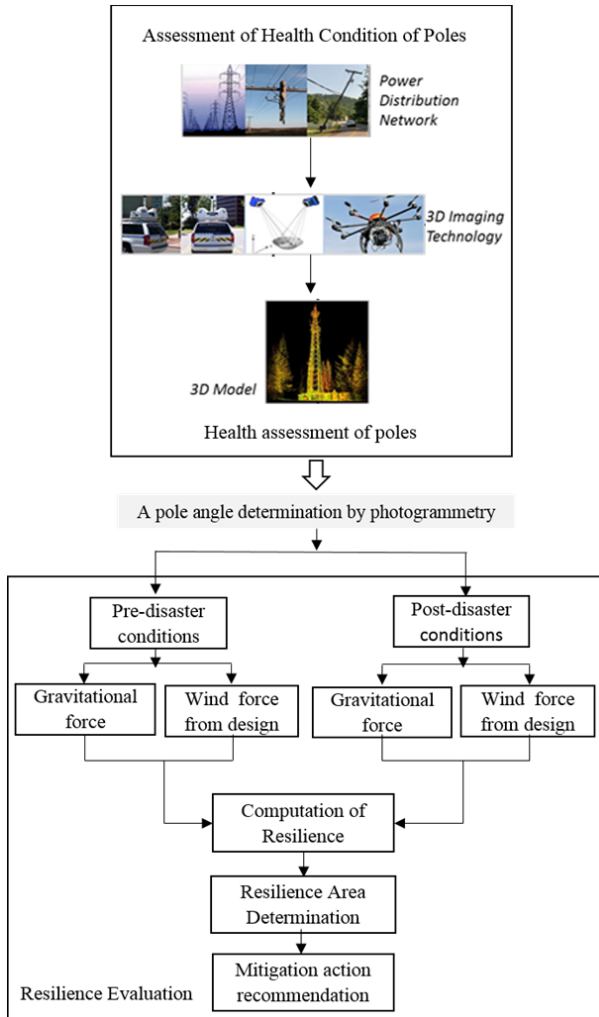 Assessment of Health Condition of Poles
Power
Distribution
Network
3D Imaging
Technology
3D Model
Health assessment of poles
A pole angle determination by photogrammetry
Pre-disaster
conditions
Post-disaster
conditions
Gravitational
force
Wind force
from design
Gravitational
force
Wind force
from design
Computation of
Resilience
Resilience Area
Determination
Mitigation action
recommendation
Resilience Evaluation